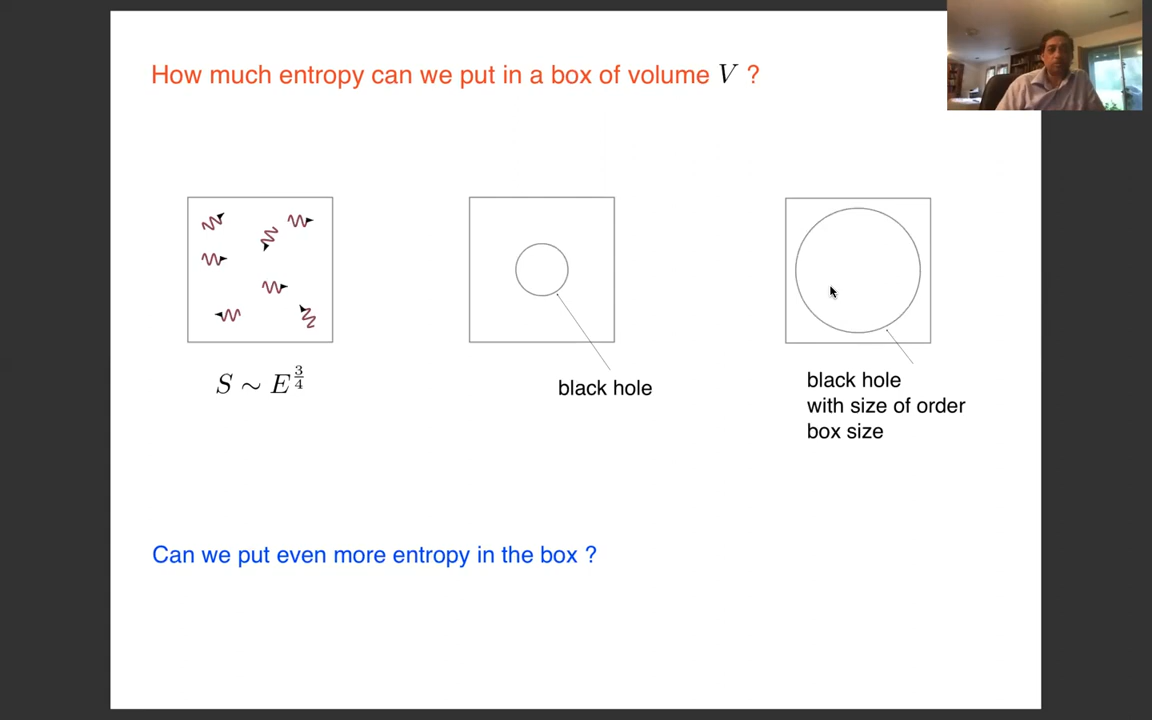 How much entropy can we put in a box of volume V ?
S ∼ E^{3/4}
black hole
black hole
with size of order
box size
Can we put even more entropy in the box ?